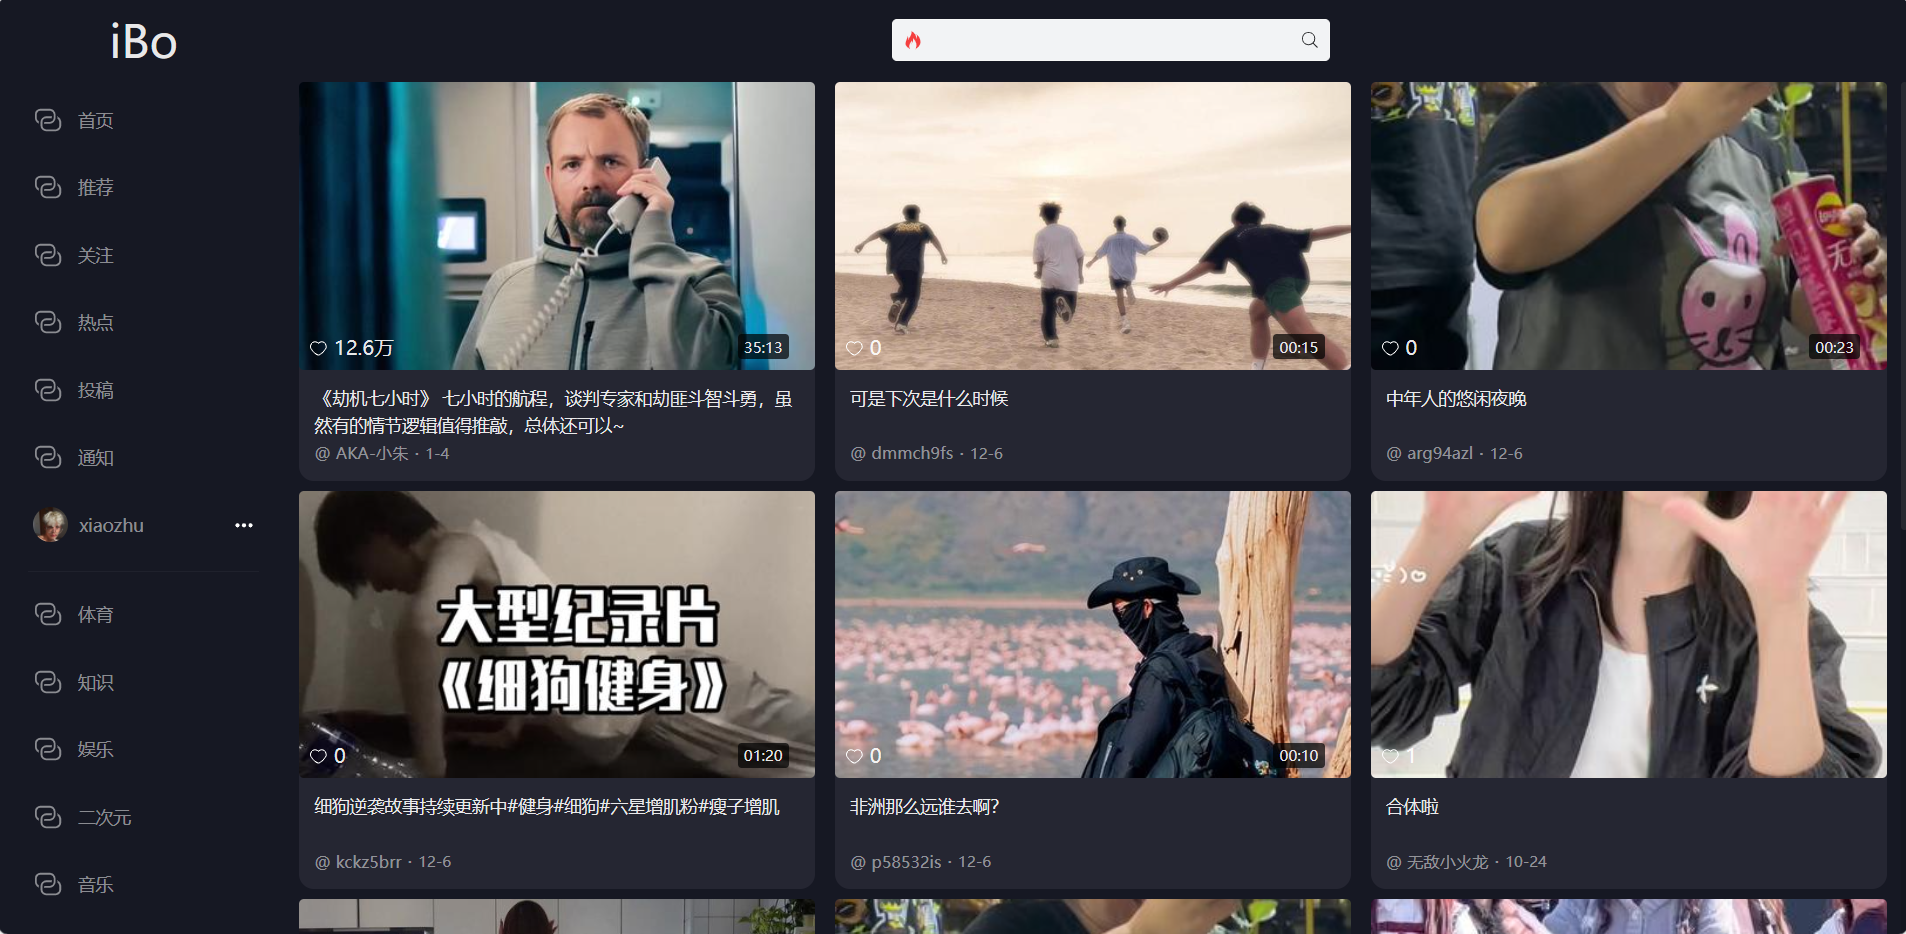 iBo
首页
推荐
关注
热点
投稿
通知
xiaozhu
体育
知识
娱乐
二次元
音乐
12.6万
35:13
《劫机七小时》 七小时的航程，谈判专家和劫匪斗智斗勇，虽
然有的情节逻辑值得推敲，总体还可以~
@ AKA-小朱 · 1-4
0
00:15
可是下次是什么时候
@ dmmch9fs · 12-6
无
0
00:23
中年人的悠闲夜晚
@ arg94azl · 12-6
大型纪录片
《细狗健身》
0
01:20
细狗逆袭故事持续更新中#健身#细狗#六星增肌粉#瘦子增肌
@ kckz5brr · 12-6
0
00:10
非洲那么远谁去啊？
@ p58532is · 12-6
1
合体啦
@ 无敌小火龙 · 10-24